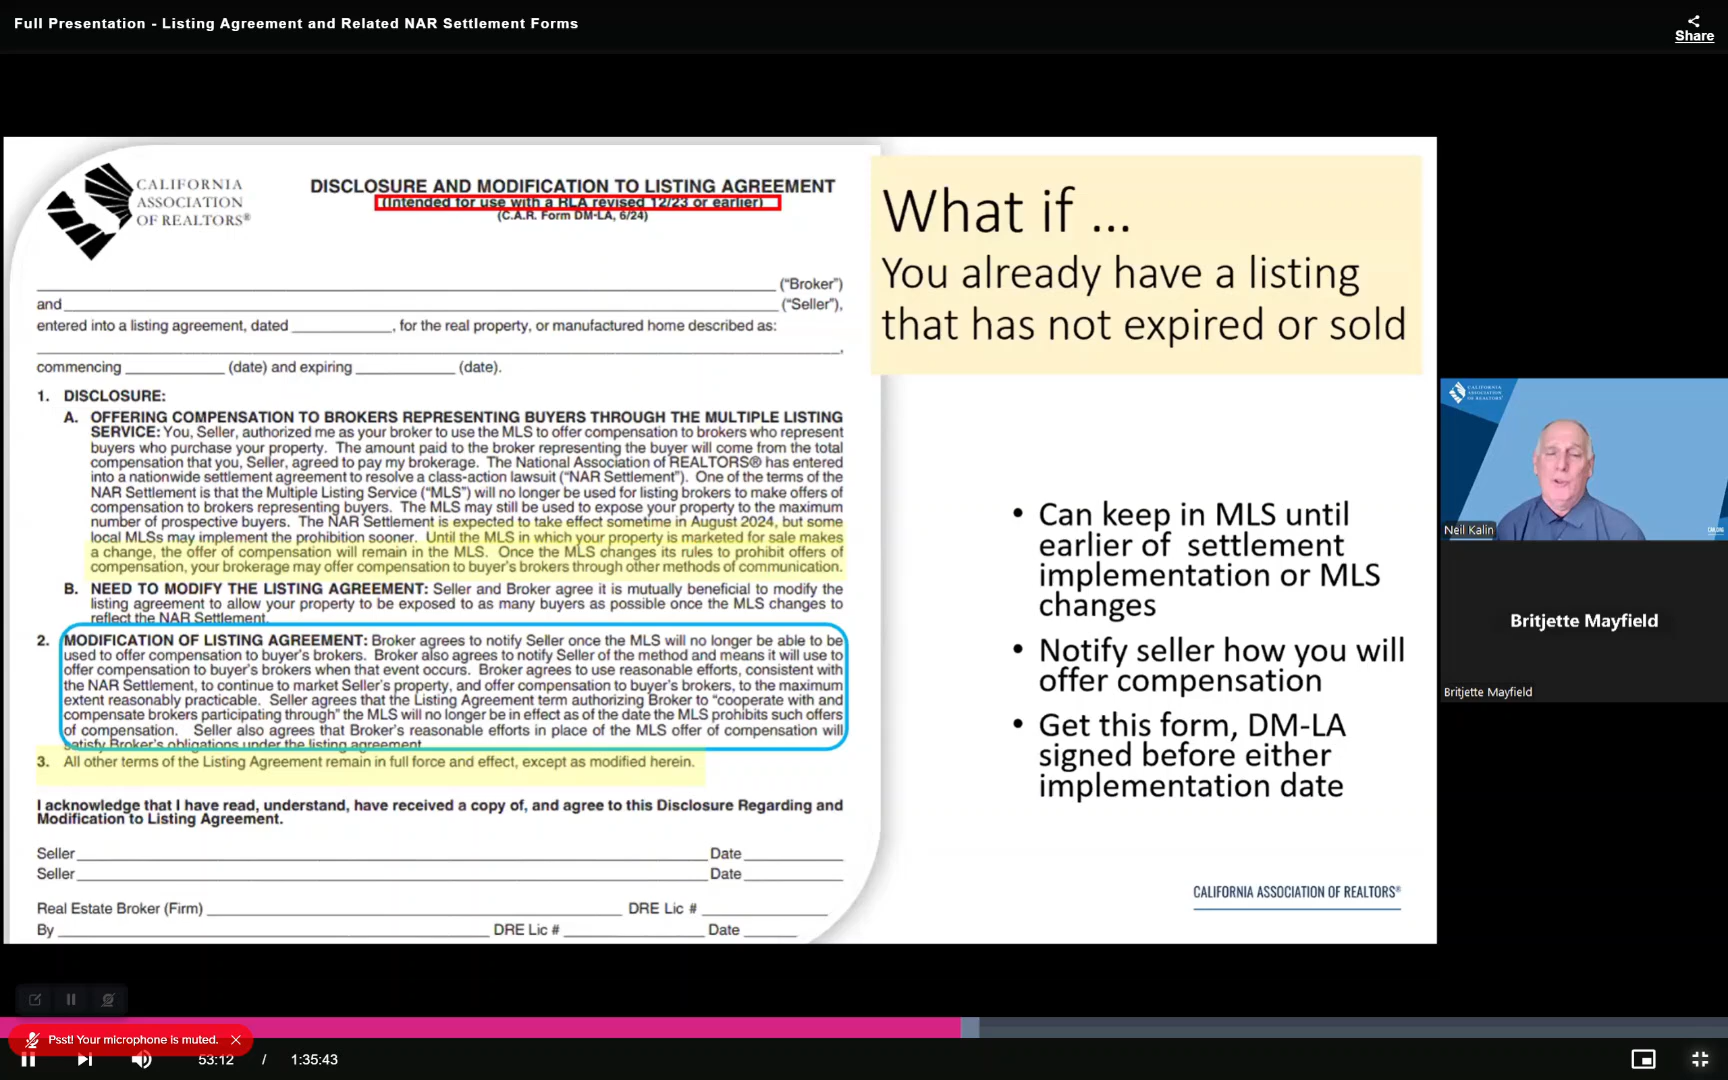 Full Presentation - Listing Agreement and Related NAR Settlement Forms
Share
CALIFORNIA
ASSOCIATION
OF REALTORS®
DISCLOSURE AND MODIFICATION TO LISTING AGREEMENT
(Intended for use with a RLA revised 12/23 or earlier)
(C.A.R. Form DM-LA, 6/24)
("Broker")
and ("Seller"),
entered into a listing agreement, dated , for the real property, or manufactured home described as:
,
commencing (date) and expiring (date).
1. DISCLOSURE:
A. OFFERING COMPENSATION TO BROKERS REPRESENTING BUYERS THROUGH THE MULTIPLE LISTING
SERVICE: You, Seller, authorized me as your broker to use the MLS to offer compensation to brokers who represent
buyers who purchase your property. The amount paid to the broker representing the buyer will come from the total
compensation that you, Seller, agreed to pay my brokerage. The National Association of REALTORS® has entered
into a nationwide settlement agreement to resolve a class-action lawsuit ("NAR Settlement"). One of the terms of the
NAR Settlement is that the Multiple Listing Service ("MLS") will no longer be used for listing brokers to make offers of
compensation to brokers representing buyers. The MLS may still be used to expose your property to the maximum
number of prospective buyers. The NAR Settlement is expected to take effect sometime in August 2024, but some
local MLSs may implement the prohibition sooner. Until the MLS in which your property is marketed for sale makes
a change, the offer of compensation will remain in the MLS. Once the MLS changes its rules to prohibit offers of
compensation, your brokerage may offer compensation to buyer's brokers through other methods of communication.
B. NEED TO MODIFY THE LISTING AGREEMENT: Seller and Broker agree it is mutually beneficial to modify the
listing agreement to allow your property to be exposed to as many buyers as possible once the MLS changes to
reflect the NAR Settlement.
2. MODIFICATION OF LISTING AGREEMENT: Broker agrees to notify Seller once the MLS will no longer be able to be
used to offer compensation to buyer's brokers. Broker also agrees to notify Seller of the method and means it will use to
offer compensation to buyer's brokers when that event occurs. Broker agrees to use reasonable efforts, consistent with
the NAR Settlement, to continue to market Seller's property, and offer compensation to buyer's brokers, to the maximum
extent reasonably practicable. Seller agrees that the Listing Agreement term authorizing Broker to "cooperate with and
compensate brokers participating through" the MLS will no longer be in effect as of the date the MLS prohibits such offers
of compensation. Seller also agrees that Broker's reasonable efforts in place of the MLS offer of compensation will
satisfy Broker's obligations under the listing agreement.
3. All other terms of the Listing Agreement remain in full force and effect, except as modified herein.
I acknowledge that I have read, understand, have received a copy of, and agree to this Disclosure Regarding and
Modification to Listing Agreement.
Seller Date
Seller Date
Real Estate Broker (Firm) DRE Lic #
By DRE Lic # Date
What if ...
You already have a listing
that has not expired or sold
• Can keep in MLS until
earlier of settlement
implementation or MLS
changes
• Notify seller how you will
offer compensation
• Get this form, DM-LA
signed before either
implementation date
CALIFORNIA ASSOCIATION OF REALTORS®
CALIFORNIA
ASSOCIATION
OF REALTORS®
Neil Kalin
Britjette Mayfield
Britjette Mayfield
Psst! Your microphone is muted.
53:12 / 1:35:43